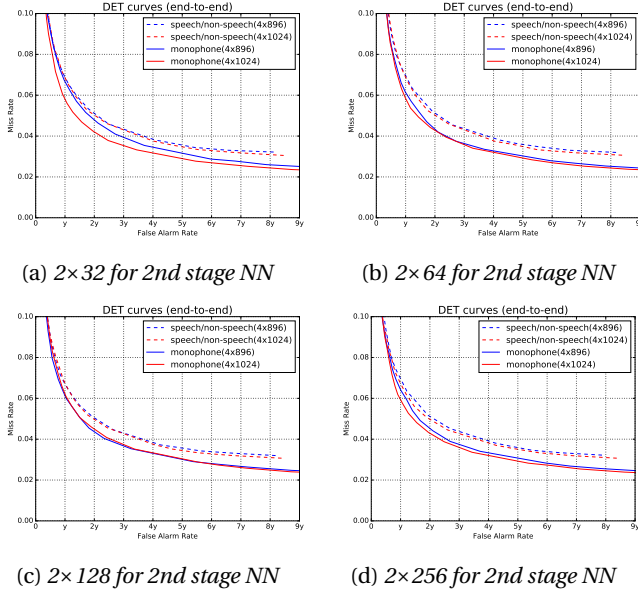 DET curves (end-to-end)
Miss Rate
0.10
0.08
0.06
0.04
0.02
0.00
speech/non-speech(4x896)
speech/non-speech(4x1024)
monophone(4x896)
monophone(4x1024)
0 y 2y 3y 4y 5y 6y 7y 8y 9y
False Alarm Rate
(a) 2×32 for 2nd stage NN
DET curves (end-to-end)
Miss Rate
0.10
0.08
0.06
0.04
0.02
0.00
speech/non-speech(4x896)
speech/non-speech(4x1024)
monophone(4x896)
monophone(4x1024)
0 y 2y 3y 4y 5y 6y 7y 8y 9y
False Alarm Rate
(b) 2×64 for 2nd stage NN
DET curves (end-to-end)
Miss Rate
0.10
0.08
0.06
0.04
0.02
0.00
speech/non-speech(4x896)
speech/non-speech(4x1024)
monophone(4x896)
monophone(4x1024)
0 y 2y 3y 4y 5y 6y 7y 8y 9y
False Alarm Rate
(c) 2×128 for 2nd stage NN
DET curves (end-to-end)
Miss Rate
0.10
0.08
0.06
0.04
0.02
0.00
speech/non-speech(4x896)
speech/non-speech(4x1024)
monophone(4x896)
monophone(4x1024)
0 y 2y 3y 4y 5y 6y 7y 8y 9y
False Alarm Rate
(d) 2×256 for 2nd stage NN